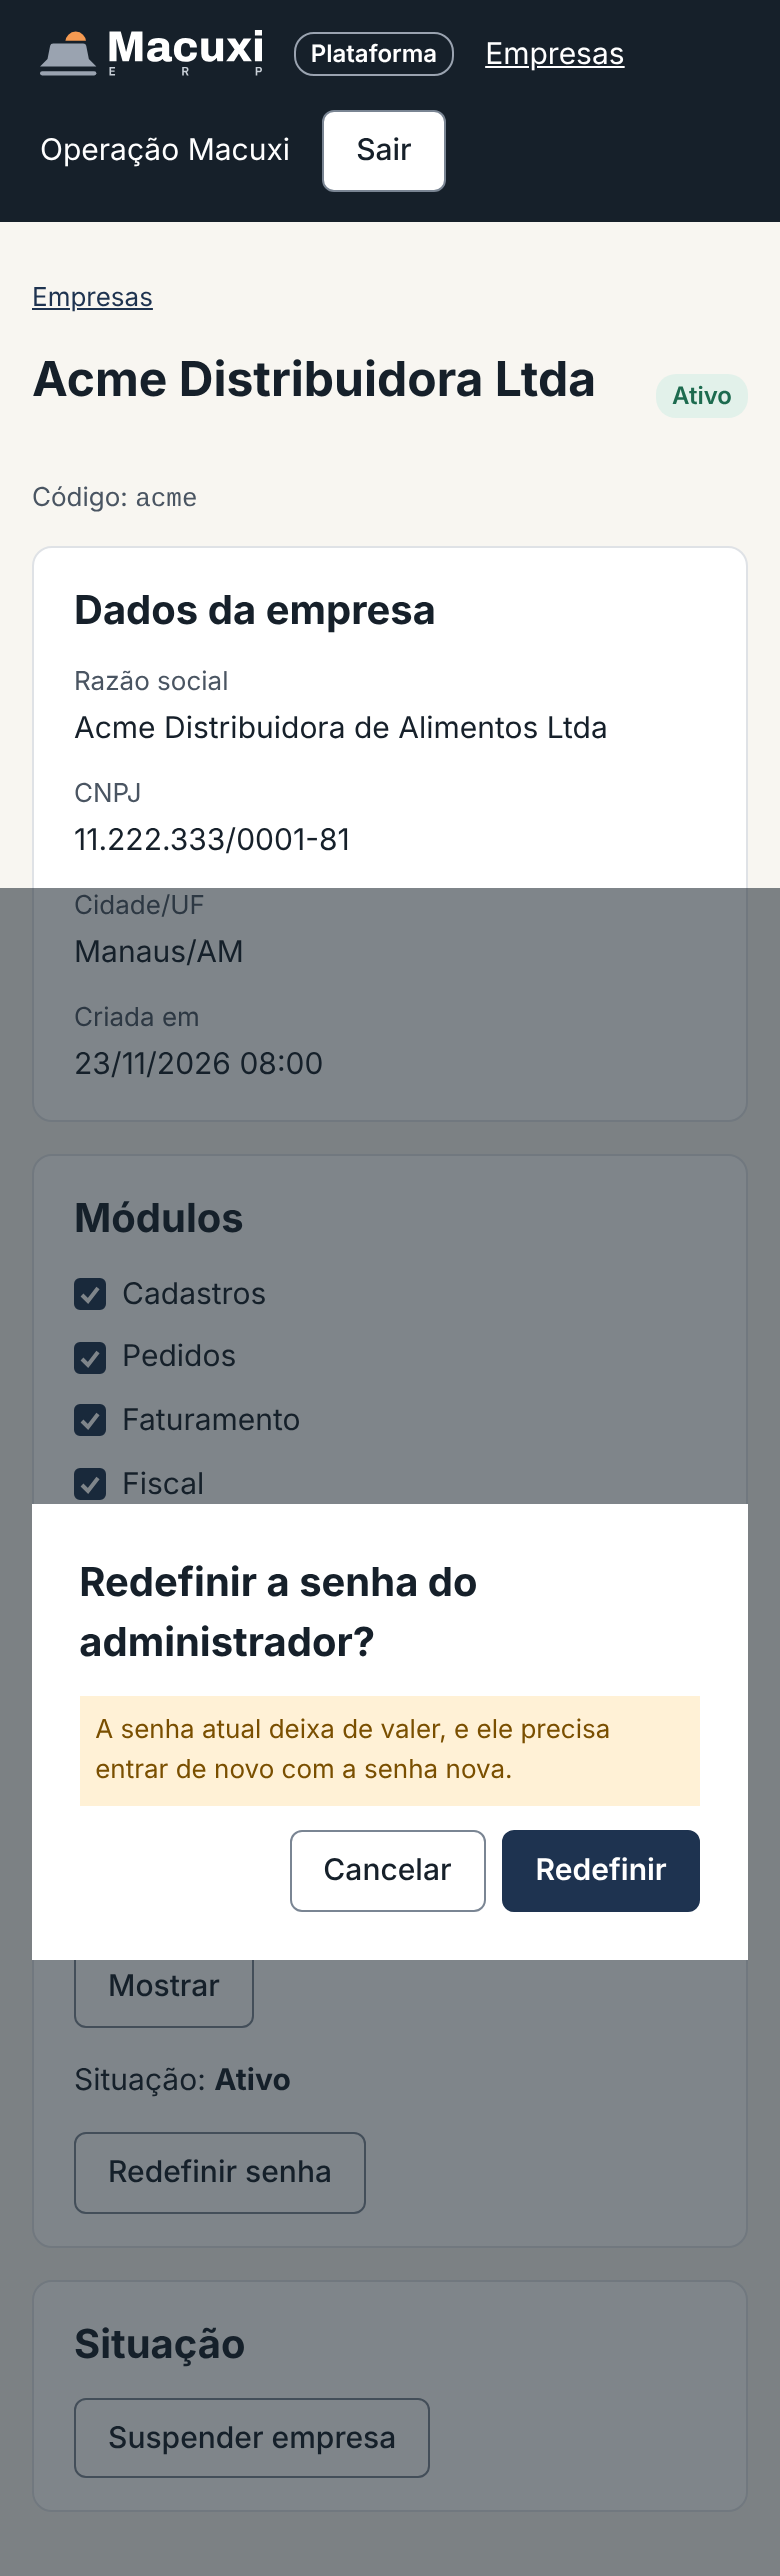 Macuxi
E R P
Plataforma
Empresas
Operação Macuxi
Sair
Empresas
Acme Distribuidora Ltda
Ativo
Código: acme
Dados da empresa
Razão social
Acme Distribuidora de Alimentos Ltda
CNPJ
11.222.333/0001-81
Cidade/UF
Manaus/AM
Criada em
23/11/2026 08:00
Módulos
Cadastros
Pedidos
Faturamento
Fiscal
Redefinir a senha do
administrador?
A senha atual deixa de valer, e ele precisa
entrar de novo com a senha nova.
Cancelar
Redefinir
Mostrar
Situação: Ativo
Redefinir senha
Situação
Suspender empresa